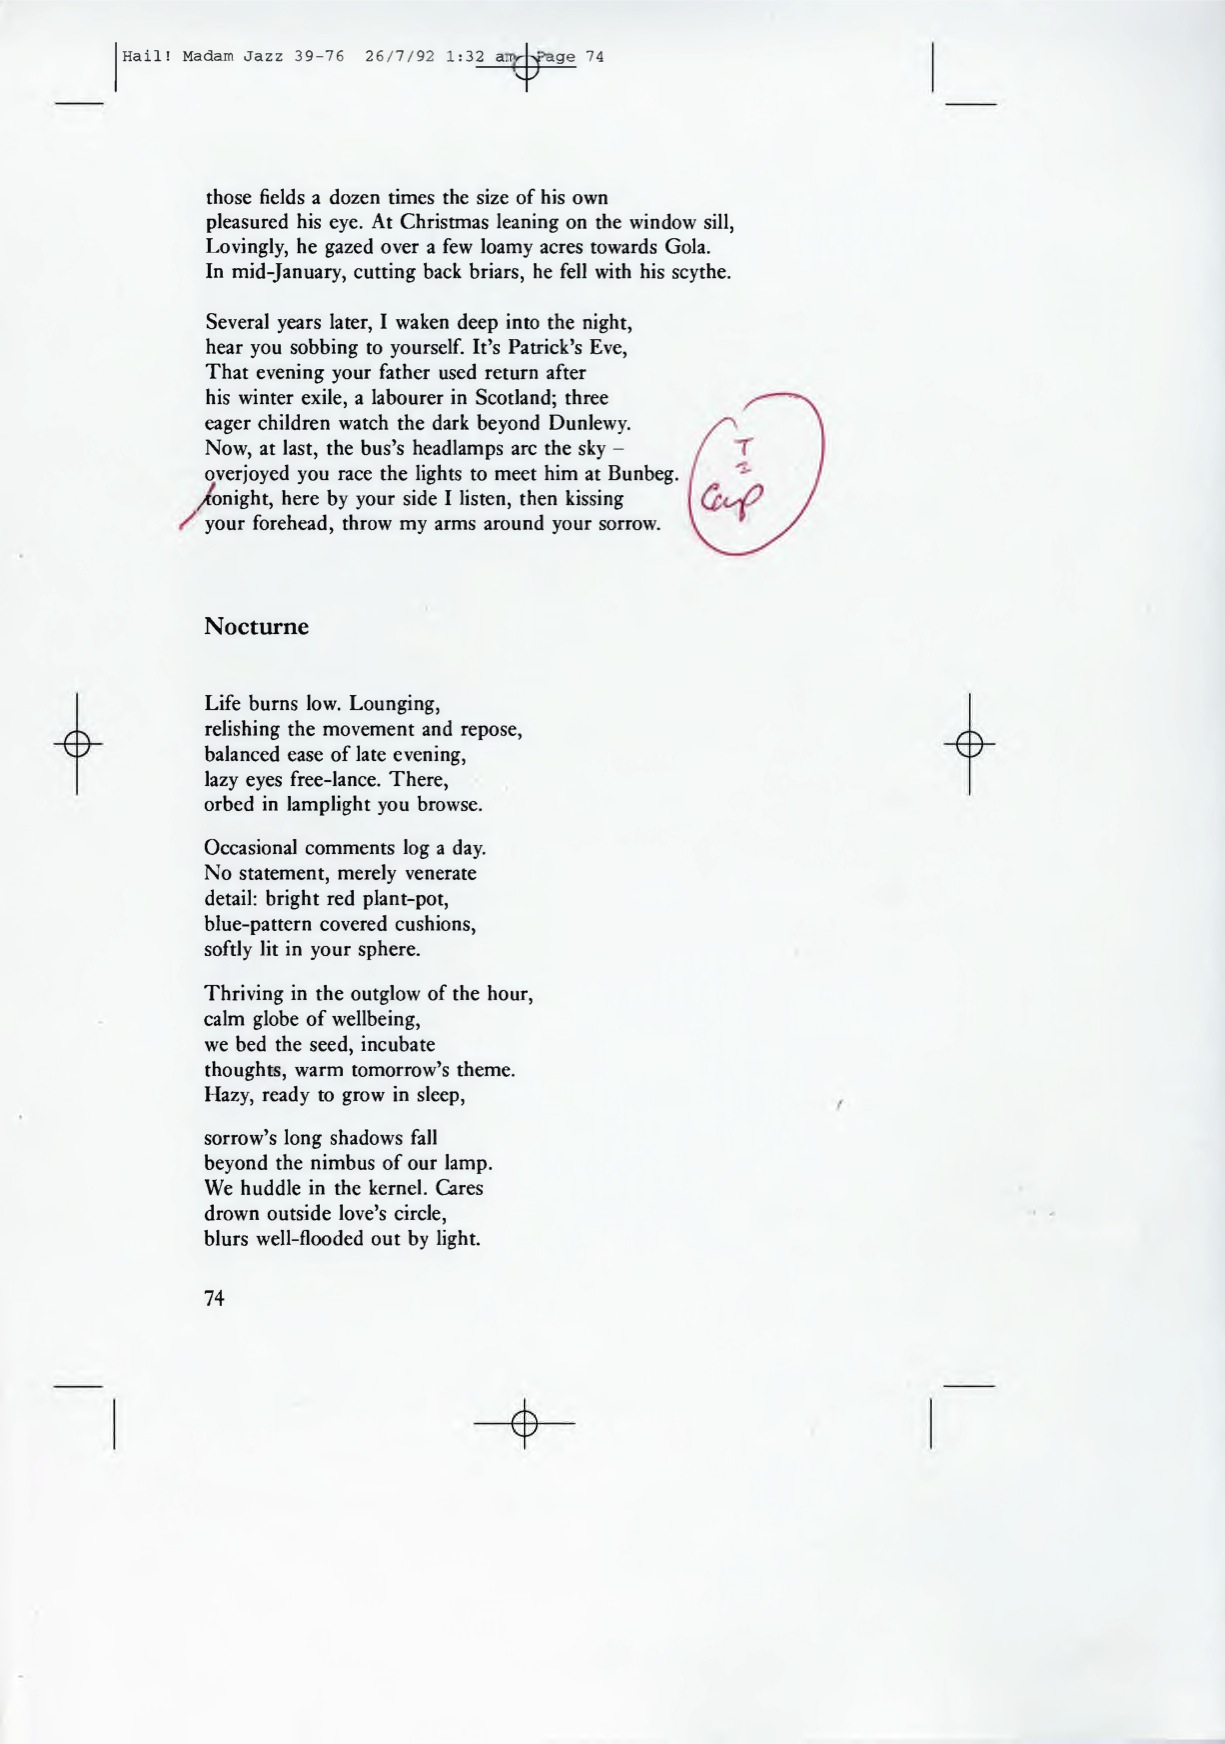 Hail! Madam Jazz 39-76 26/7/92 1:32 am Page 74
those fields a dozen times the size of his own
pleasured his eye. At Christmas leaning on the window sill,
Lovingly, he gazed over a few loamy acres towards Gola.
In mid-January, cutting back briars, he fell with his scythe.
Several years later, I waken deep into the night,
hear you sobbing to yourself. It's Patrick's Eve,
That evening your father used return after
his winter exile, a labourer in Scotland; three
eager children watch the dark beyond Dunlewy.
Now, at last, the bus's headlamps arc the sky –
overjoyed you race the lights to meet him at Bunbeg.
tonight, here by your side I listen, then kissing
your forehead, throw my arms around your sorrow.
T
Cap
Nocturne
Life burns low. Lounging,
relishing the movement and repose,
balanced ease of late evening,
lazy eyes free-lance. There,
orbed in lamplight you browse.
Occasional comments log a day.
No statement, merely venerate
detail: bright red plant-pot,
blue-pattern covered cushions,
softly lit in your sphere.
Thriving in the outglow of the hour,
calm globe of wellbeing,
we bed the seed, incubate
thoughts, warm tomorrow's theme.
Hazy, ready to grow in sleep,
sorrow's long shadows fall
beyond the nimbus of our lamp.
We huddle in the kernel. Cares
drown outside love's circle,
blurs well-flooded out by light.
74